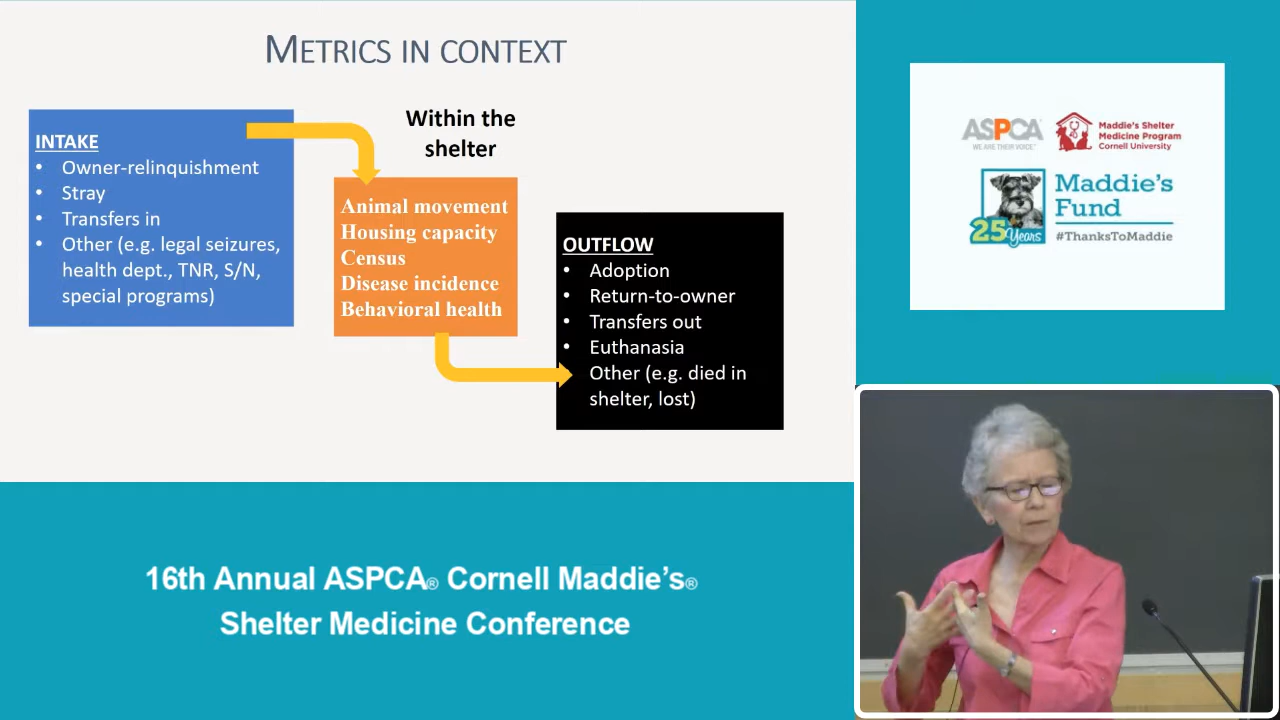 METRICS IN CONTEXT
INTAKE
• Owner-relinquishment
• Stray
• Transfers in
• Other (e.g. legal seizures,
health dept., TNR, S/N,
special programs)
Within the
shelter
Animal movement
Housing capacity
Census
Disease incidence
Behavioral health
OUTFLOW
• Adoption
• Return-to-owner
• Transfers out
• Euthanasia
• Other (e.g. died in
shelter, lost)
ASPCA
WE ARE THEIR VOICE
Maddie's Shelter
Medicine Program
Cornell University
Maddie's
Fund
25 Years
#ThanksToMaddie
16th Annual ASPCA® Cornell Maddie's®
Shelter Medicine Conference